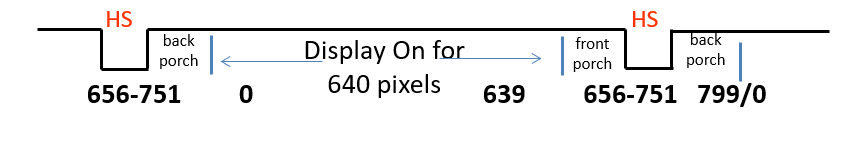 HS
HS
back
porch
Display On for
640 pixels
front
porch
back
porch
656-751
0
639
656-751
799/0